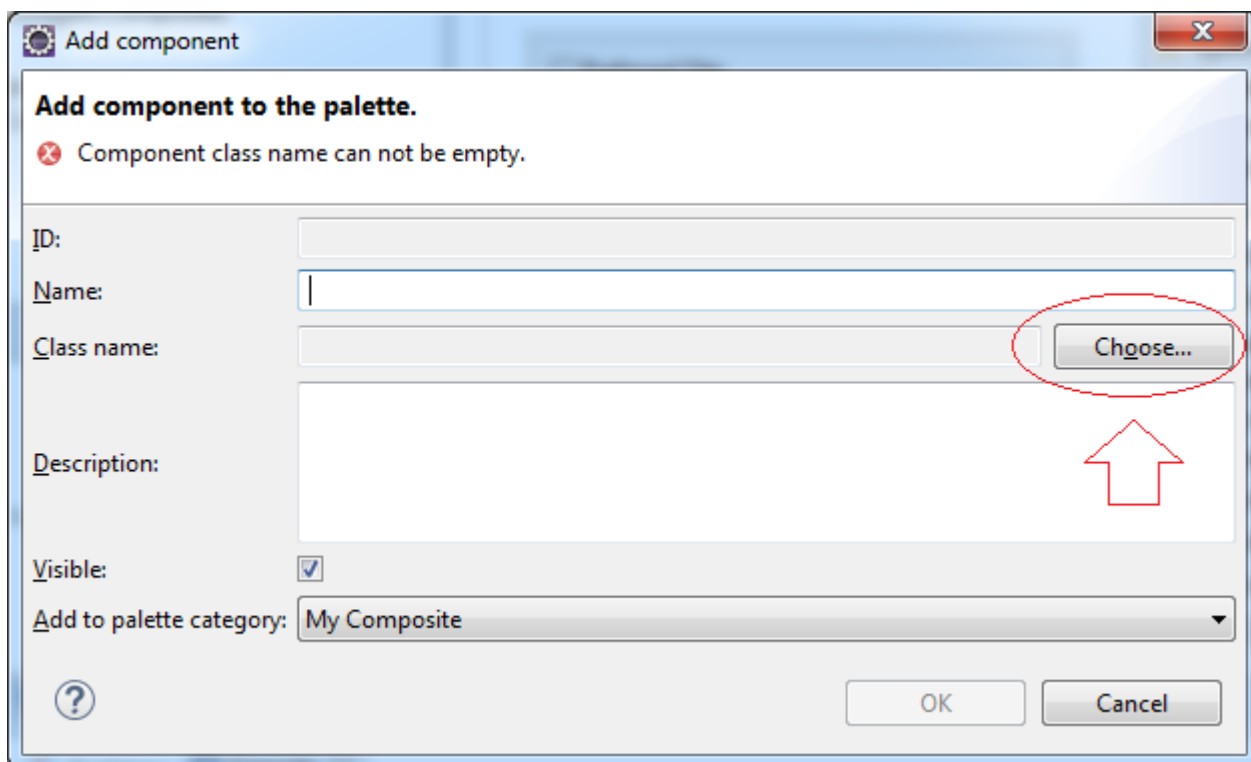 Add component
Add component to the palette.
Component class name can not be empty.
ID:
Name:
Class name:
Choose...
Description:
Visible:
Add to palette category:
My Composite
OK
Cancel